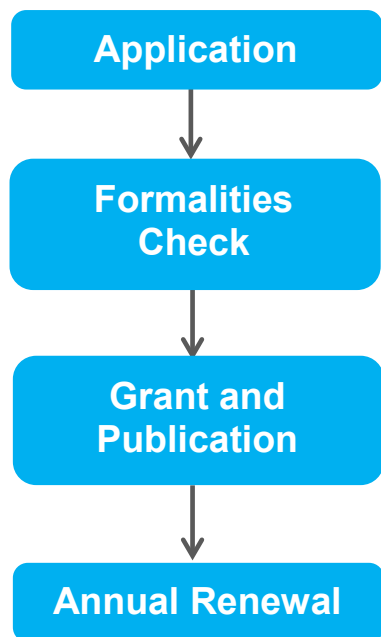 Application
Formalities
Check
Grant and
Publication
Annual Renewal